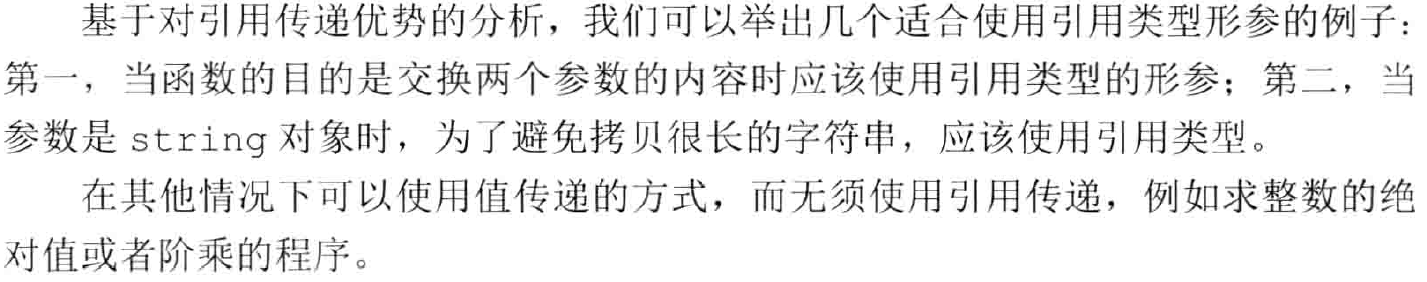 基于对引用传递优势的分析，我们可以举出几个适合使用引用类型形参的例子：
第一，当函数的目的是交换两个参数的内容时应该使用引用类型的形参；第二，当
参数是 string 对象时，为了避免拷贝很长的字符串，应该使用引用类型。
在其他情况下可以使用值传递的方式，而无须使用引用传递，例如求整数的绝
对值或者阶乘的程序。